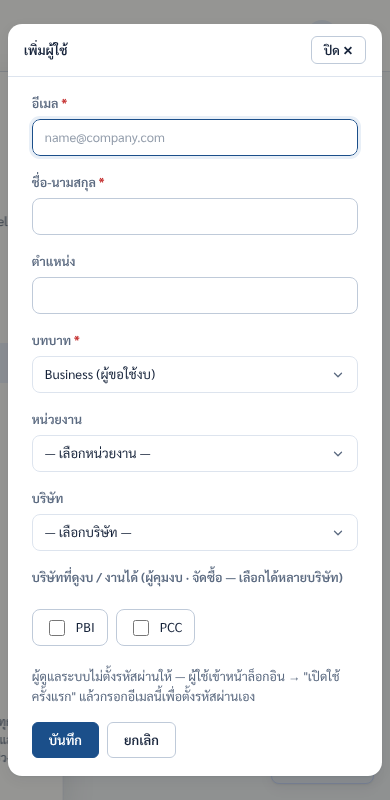 เพิ่มผู้ใช้
ปิด ✕
อีเมล *
name@company.com
ชื่อ-นามสกุล *
ตำแหน่ง
บทบาท *
Business (ผู้ขอใช้งบ)
หน่วยงาน
— เลือกหน่วยงาน —
บริษัท
— เลือกบริษัท —
บริษัทที่ดูงบ / งานได้ (ผู้คุมงบ · จัดซื้อ — เลือกได้หลายบริษัท)
PBI
PCC
ผู้ดูแลระบบไม่ตั้งรหัสผ่านให้ — ผู้ใช้เข้าหน้าล็อกอิน → "เปิดใช้
ครั้งแรก" แล้วกรอกอีเมลนี้เพื่อตั้งรหัสผ่านเอง
บันทึก
ยกเลิก